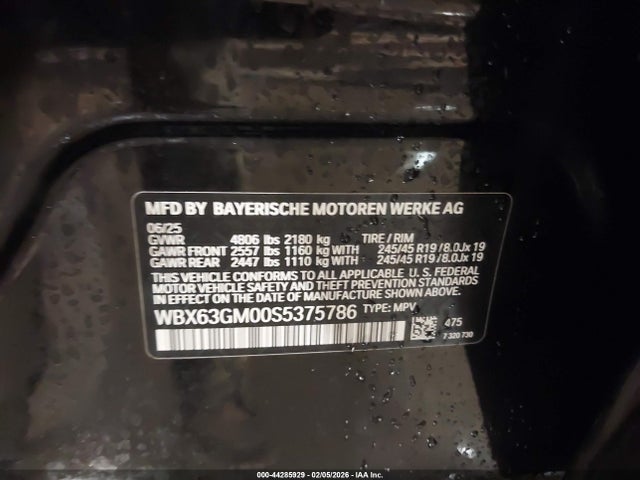 MFD BY BAYERISCHE MOTOREN WERKE AG
06/25
GVWR 4806 lbs 2180 kg TIRE / RIM
GAWR FRONT 2557 lbs 1160 kg WITH 245/45 R19 / 8.0Jx 19
GAWR REAR 2447 lbs 1110 kg WITH 245/45 R19 / 8.0Jx 19
THIS VEHICLE CONFORMS TO ALL APPLICABLE U. S. FEDERAL
MOTOR VEHICLE SAFETY, BUMPER, AND THEFT PREVENTION STANDARDS
IN EFFECT ON THE DATE OF MANUFACTURE SHOWN ABOVE.
WBX63GM00S5375786 TYPE: MPV
475
7 320 730
000-44285929 - 02/05/2026 - IAA Inc.